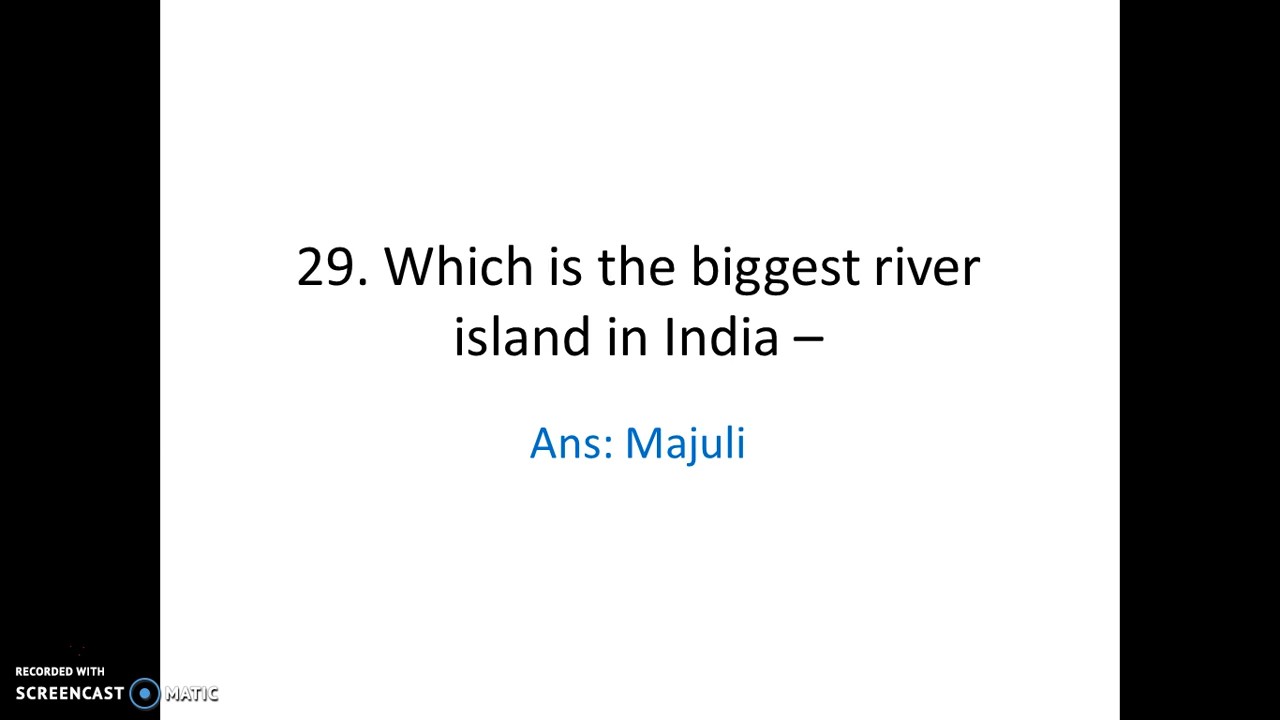 29. Which is the biggest river
island in India –
Ans: Majuli
RECORDED WITH
SCREENCAST MATIC